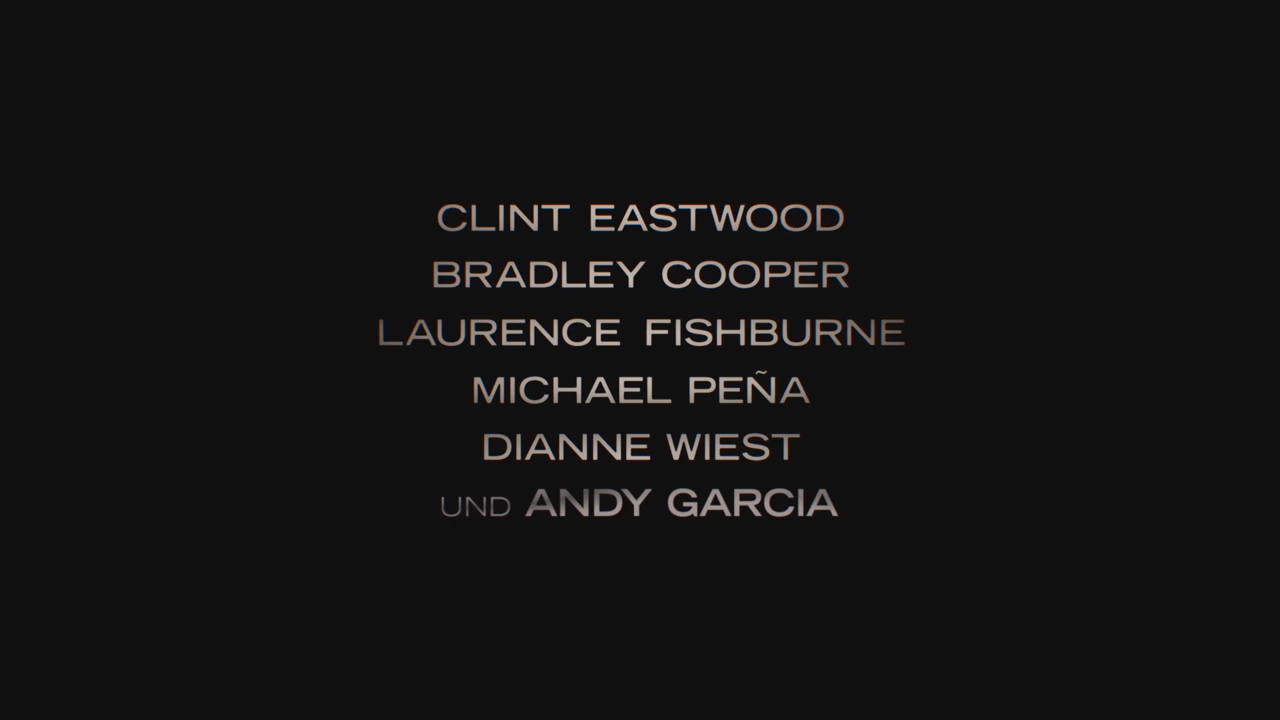 CLINT EASTWOOD
BRADLEY COOPER
LAURENCE FISHBURNE
MICHAEL PEÑA
DIANNE WIEST
UND ANDY GARCIA